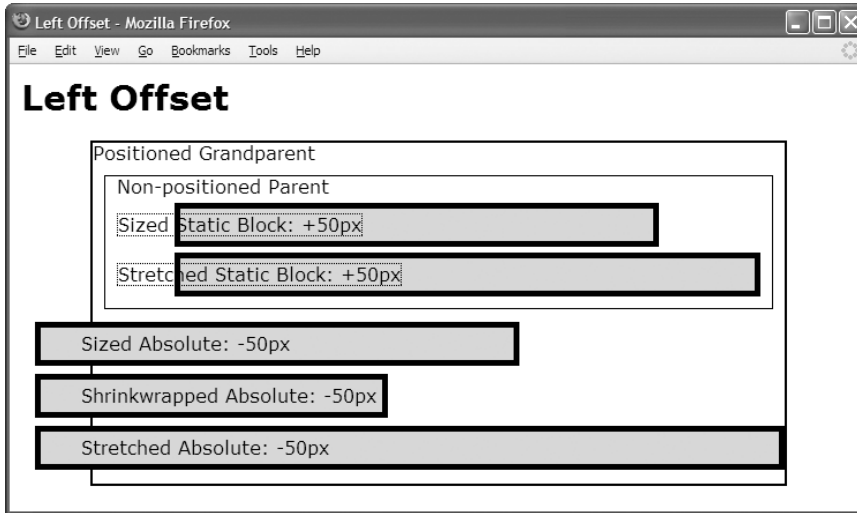 Left Offset - Mozilla Firefox
File Edit View Go Bookmarks Tools Help
Left Offset
Positioned Grandparent
Non-positioned Parent
Sized Static Block: +50px
Stretched Static Block: +50px
Sized Absolute: -50px
Shrinkwrapped Absolute: -50px
Stretched Absolute: -50px